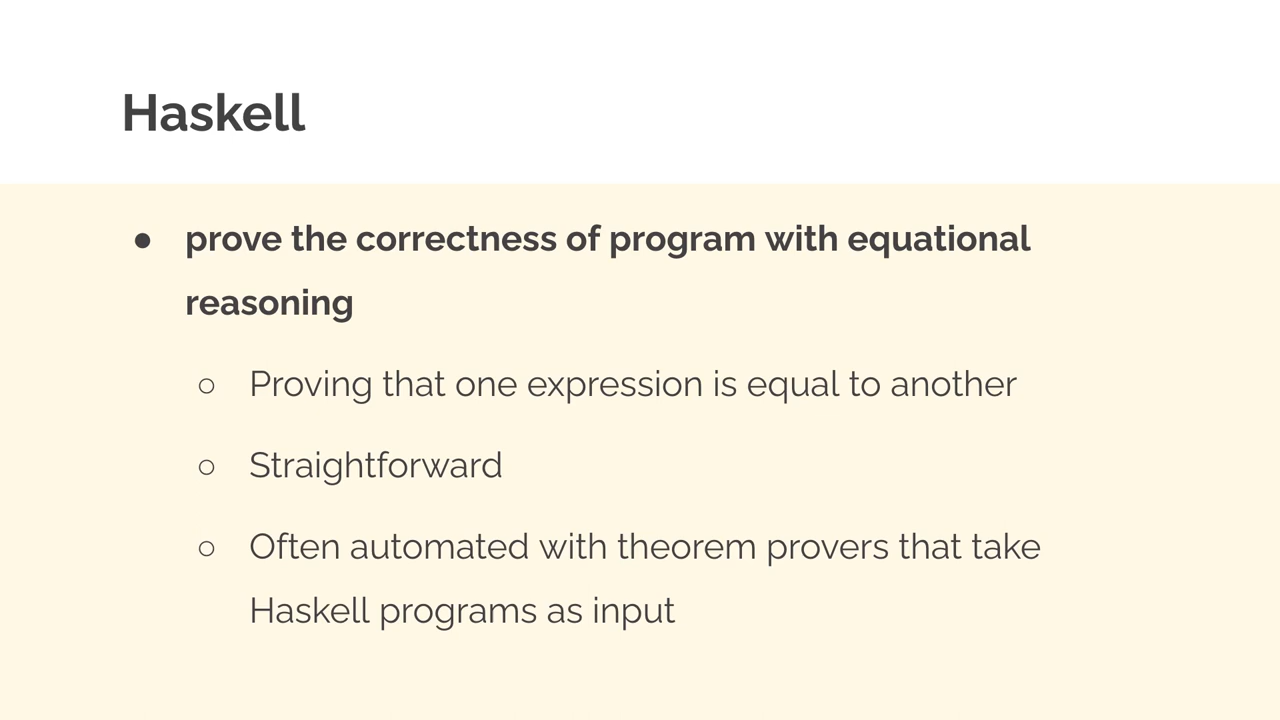 Haskell
● prove the correctness of program with equational
reasoning
○ Proving that one expression is equal to another
○ Straightforward
○ Often automated with theorem provers that take
Haskell programs as input